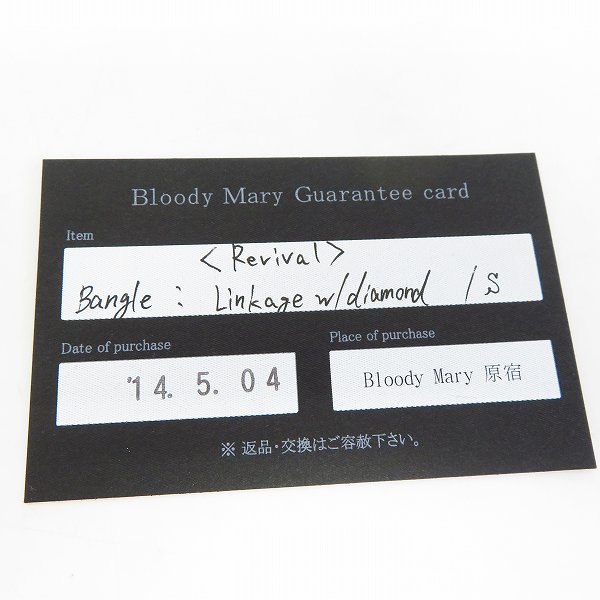 Bloody Mary Guarantee card
Item
<Revival>
Bangle : Linkage w/diamond / S
Date of purchase
Place of purchase
'14. 5. 04
Bloody Mary 原宿
※ 返品・交換はご容赦下さい。